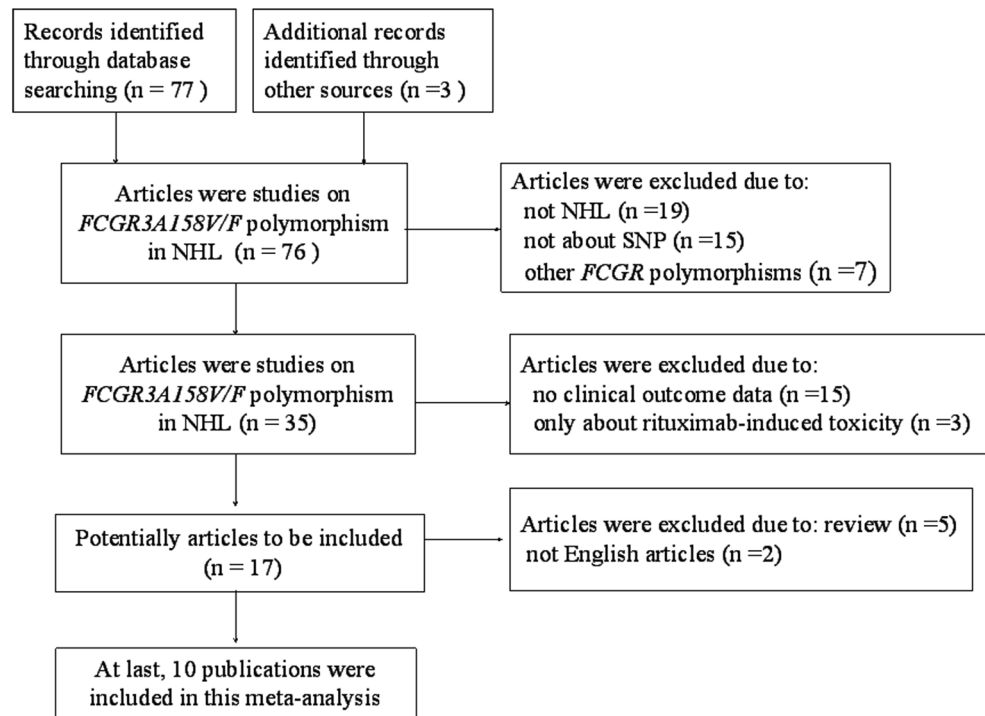 Records identified
through database
searching (n = 77 )
Additional records
identified through
other sources (n =3 )
Articles were studies on
FCGR3A158V/F polymorphism
in NHL (n = 76 )
Articles were excluded due to:
not NHL (n =19)
not about SNP (n =15)
other FCGR polymorphisms (n =7)
Articles were studies on
FCGR3A158V/F polymorphism
in NHL (n = 35)
Articles were excluded due to:
no clinical outcome data (n =15)
only about rituximab-induced toxicity (n =3)
Potentially articles to be included
(n = 17)
Articles were excluded due to: review (n =5)
not English articles (n =2)
At last, 10 publications were
included in this meta-analysis